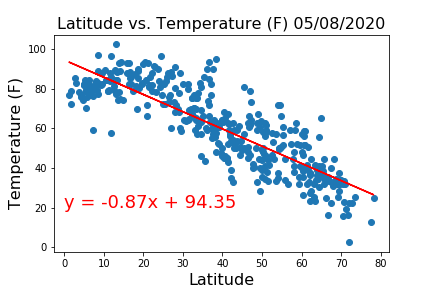 Latitude vs. Temperature (F) 05/08/2020
100
80
60
40
20
0
Temperature (F)
y = -0.87x + 94.35
0 10 20 30 40 50 60 70 80
Latitude